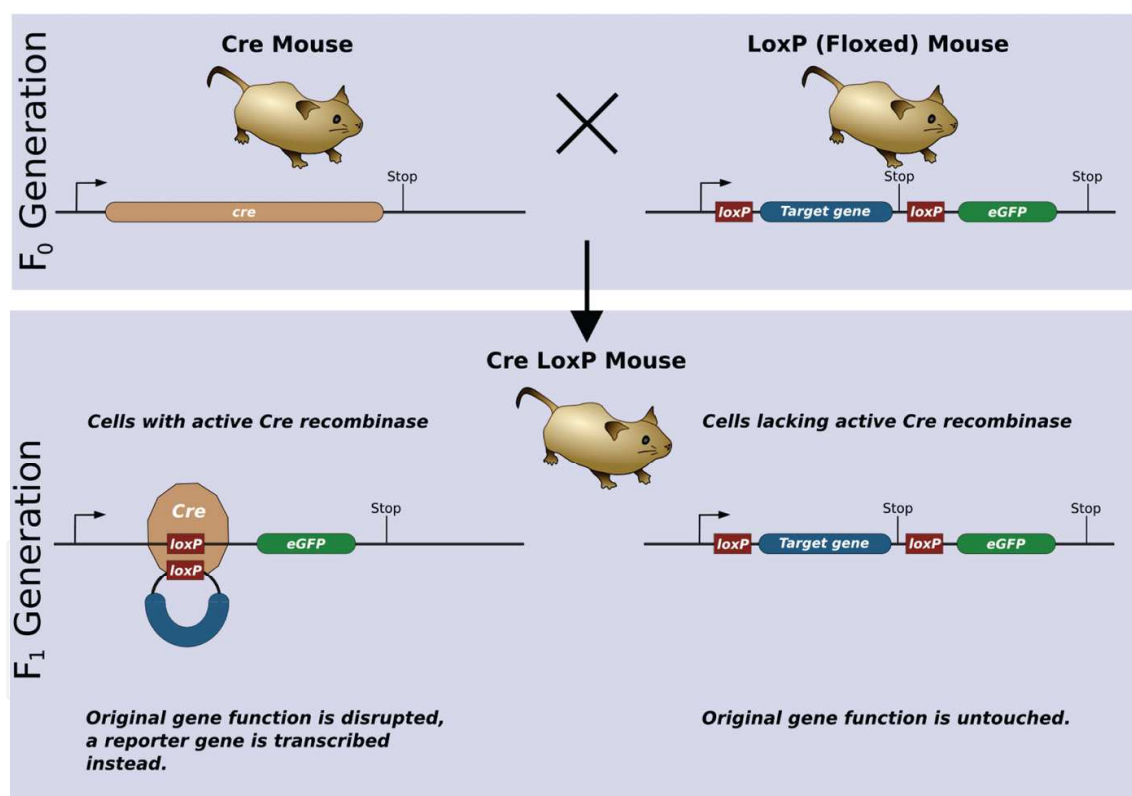 F0 Generation
Cre Mouse
LoxP (Floxed) Mouse
Stop
cre
Stop
Stop
loxP
Target gene
loxP
eGFP
F1 Generation
Cre LoxP Mouse
Cells with active Cre recombinase
Cells lacking active Cre recombinase
Cre
loxP
loxP
eGFP
Stop
Stop
Stop
loxP
Target gene
loxP
eGFP
Original gene function is disrupted,
a reporter gene is transcribed
instead.
Original gene function is untouched.